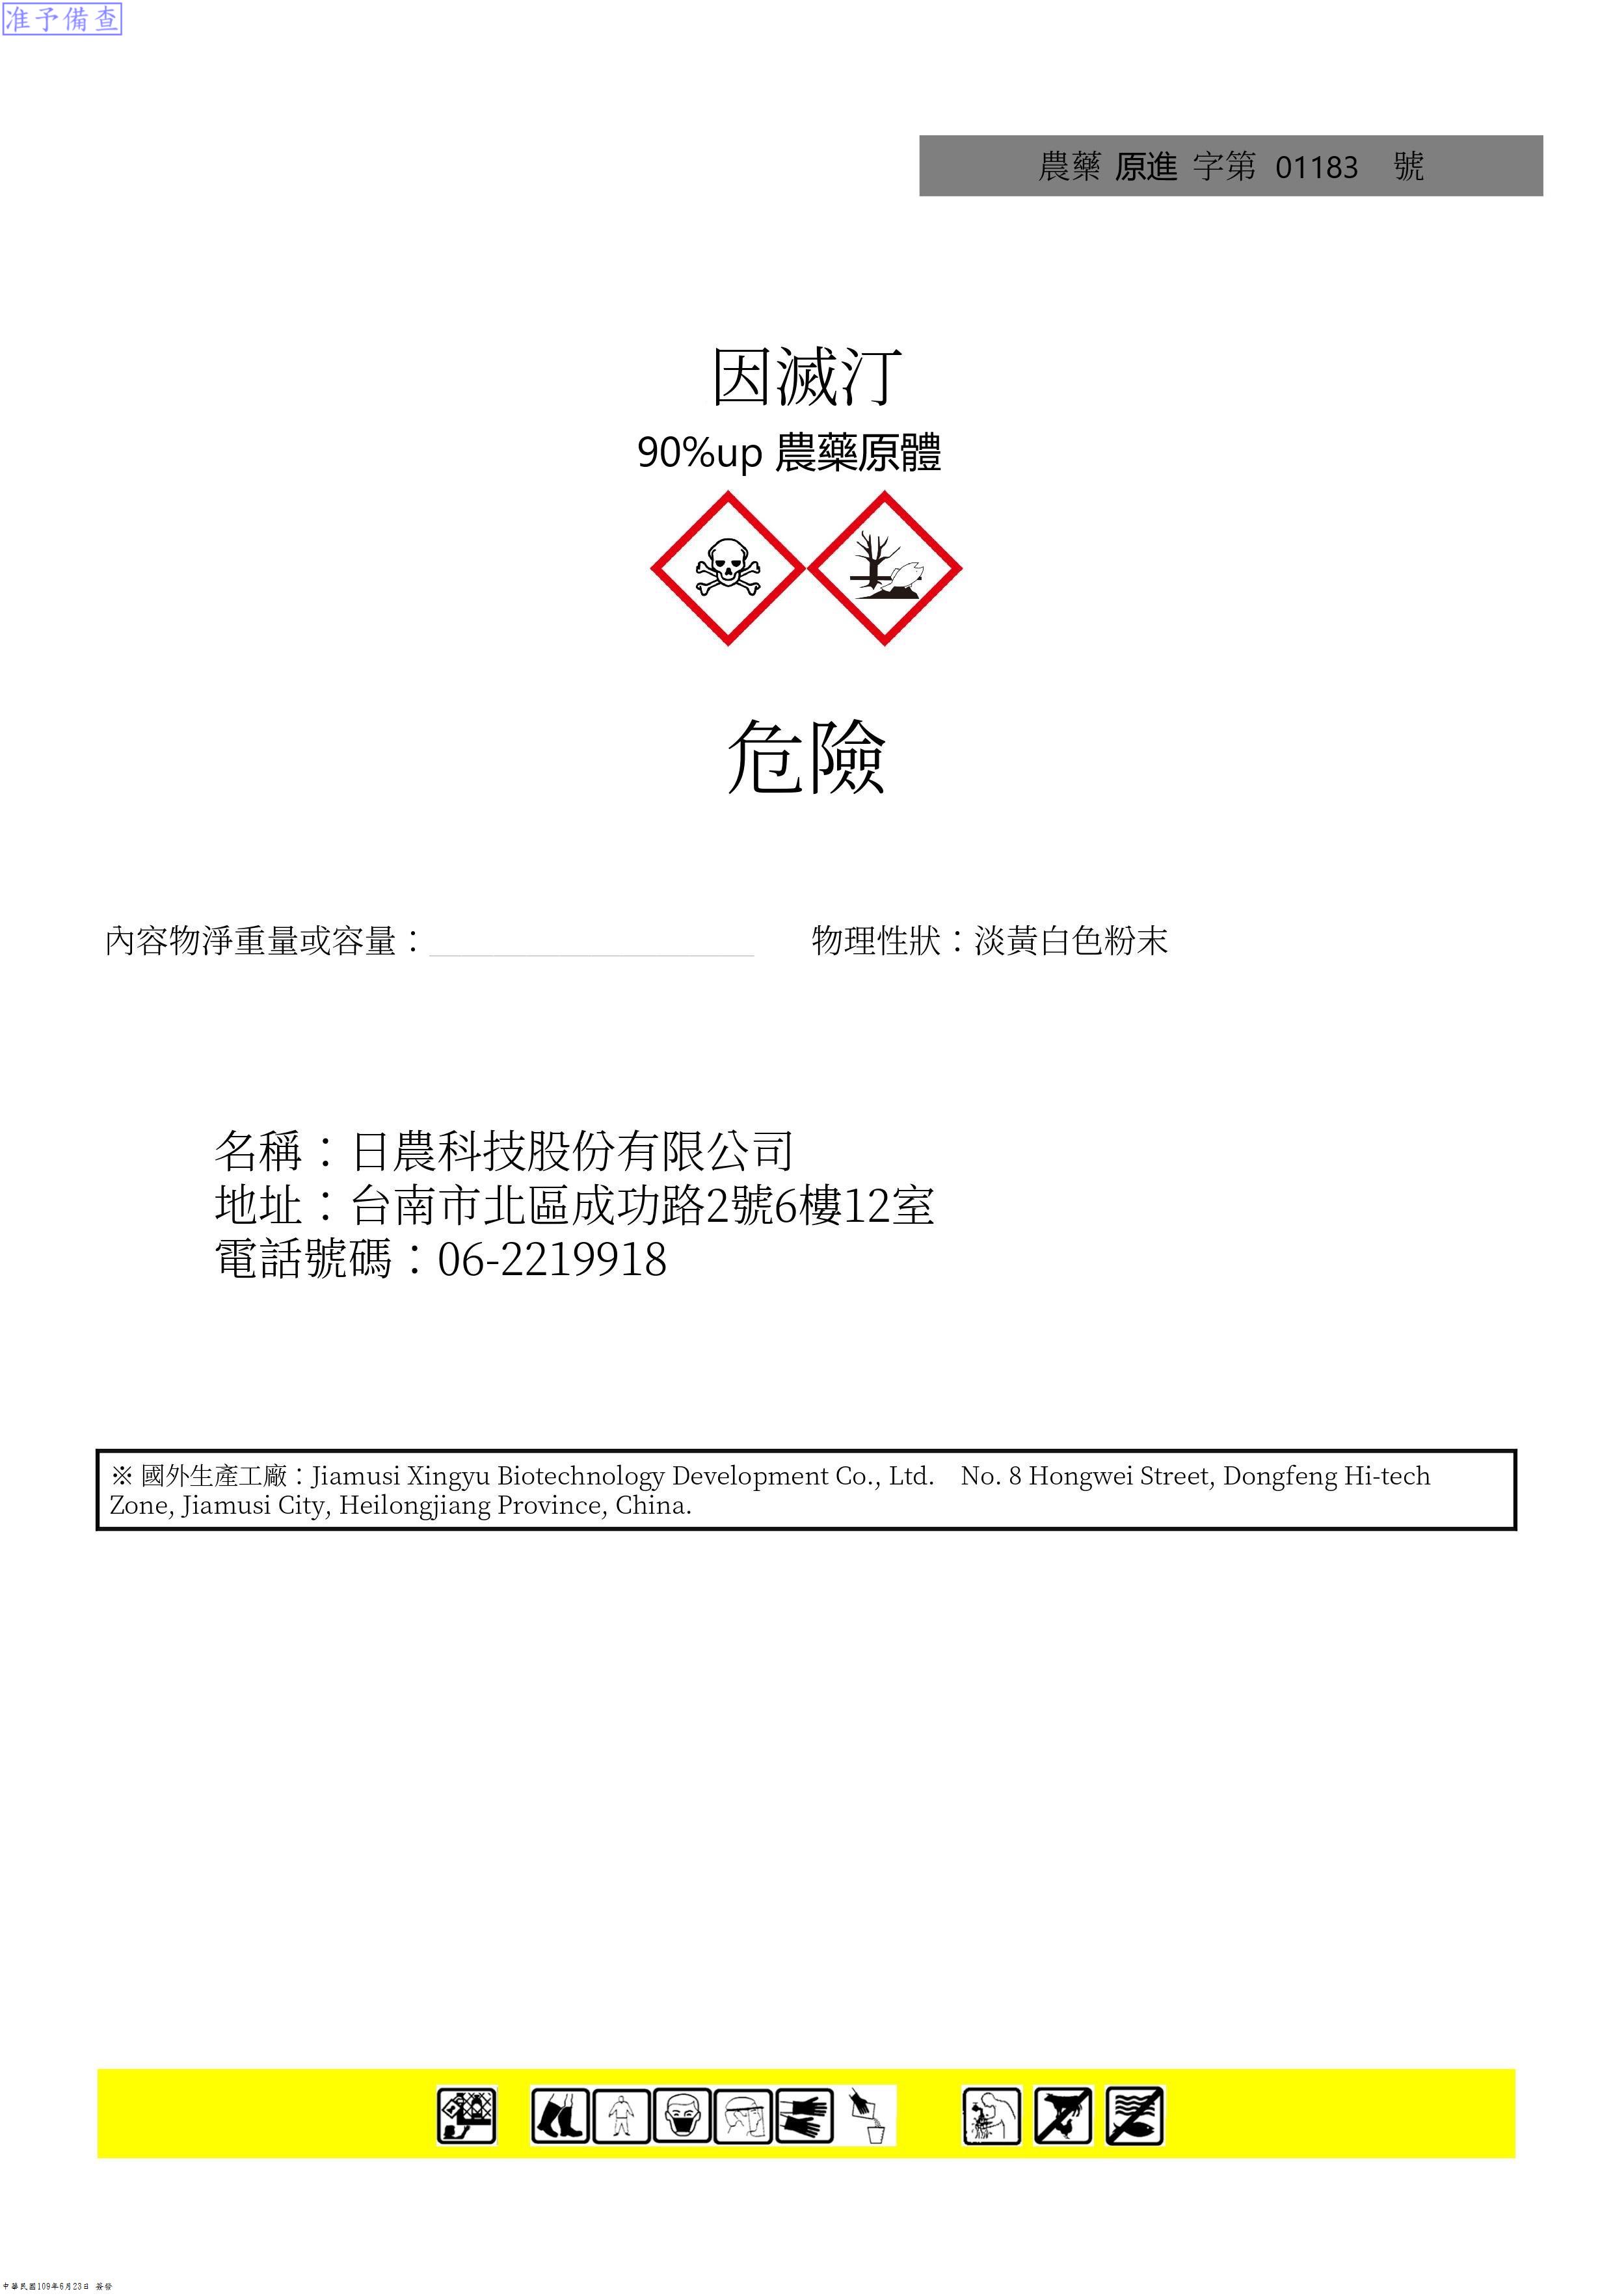 准予備查
農藥 原進 字第 01183 號
因滅汀
90%up 農藥原體
危險
內容物淨重量或容量：
物理性狀：淡黃白色粉末
名稱：日農科技股份有限公司
地址：台南市北區成功路2號6樓12室
電話號碼：06-2219918
※ 國外生產工廠：Jiamusi Xingyu Biotechnology Development Co., Ltd. No. 8 Hongwei Street, Dongfeng Hi-tech
Zone, Jiamusi City, Heilongjiang Province, China.
中華民國109年6月23日 簽發